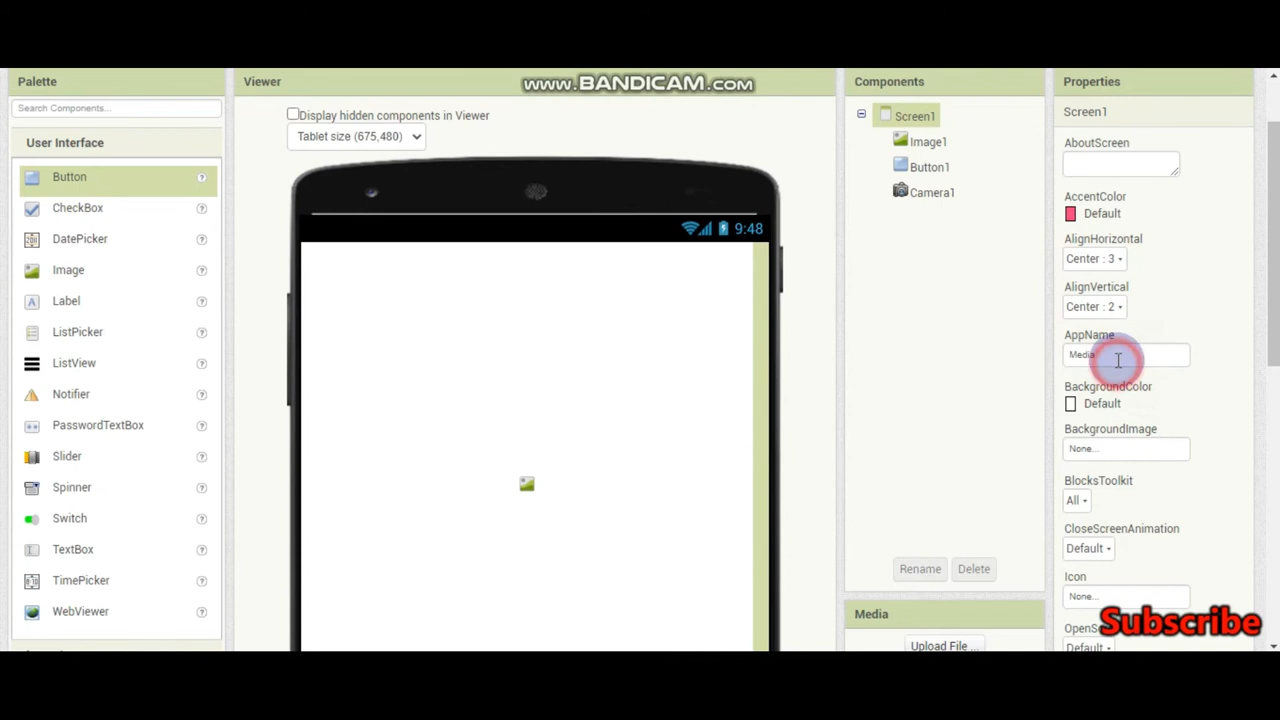 Palette
Search Components...
User Interface
Button
CheckBox
DatePicker
Image
Label
ListPicker
ListView
Notifier
PasswordTextBox
Slider
Spinner
Switch
TextBox
TimePicker
WebViewer
Viewer
www.BANDICAM.com
Display hidden components in Viewer
Tablet size (675,480)
9:48
Components
Screen1
Image1
Button1
Camera1
Rename
Delete
Media
Upload File ...
Properties
Screen1
AboutScreen
AccentColor
Default
AlignHorizontal
Center : 3
AlignVertical
Center : 2
AppName
Media
BackgroundColor
Default
BackgroundImage
None...
BlocksToolkit
All
CloseScreenAnimation
Default
Icon
None...
Subscribe
Default